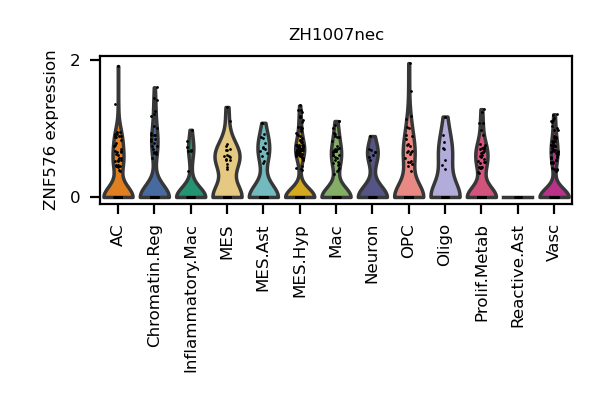 ZH1007nec
ZNF576 expression
2
0
AC
Chromatin.Reg
Inflammatory.Mac
MES
MES.Ast
MES.Hyp
Mac
Neuron
OPC
Oligo
Prolif.Metab
Reactive.Ast
Vasc